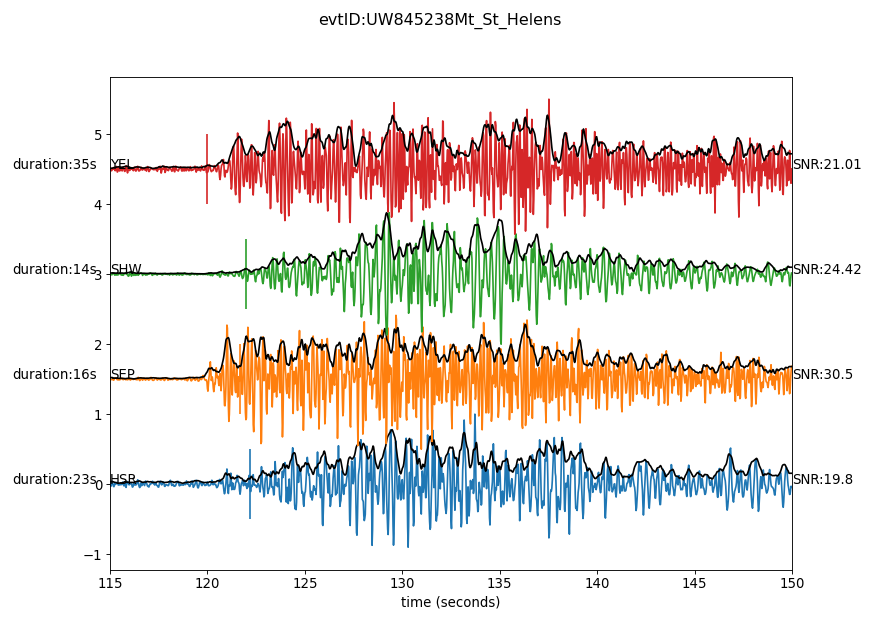 evtID:UW845238Mt_St_Helens
5
duration:35s YEL SNR:21.01
4
duration:14s SHW SNR:24.42
3
2
duration:16s SEP SNR:30.5
1
duration:23s HSR SNR:19.8
0
−1
115 120 125 130 135 140 145 150
time (seconds)